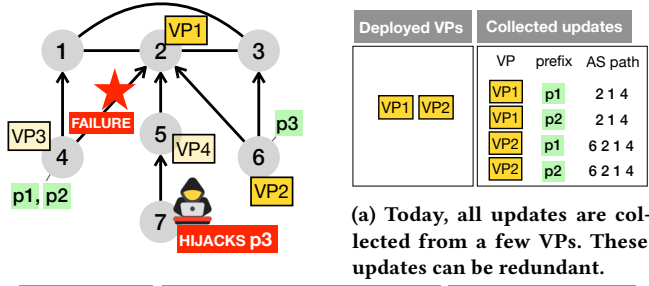 1
2
3
VP1
FAILURE
VP3
4
5
VP4
6
p3
VP2
p1, p2
7
HIJACKS p3
Deployed VPs
Collected updates
VP1 VP2
VP prefix AS path
VP1 p1 2 1 4
VP1 p2 2 1 4
VP2 p1 6 2 1 4
VP2 p2 6 2 1 4
(a) Today, all updates are col-
lected from a few VPs. These
updates can be redundant.